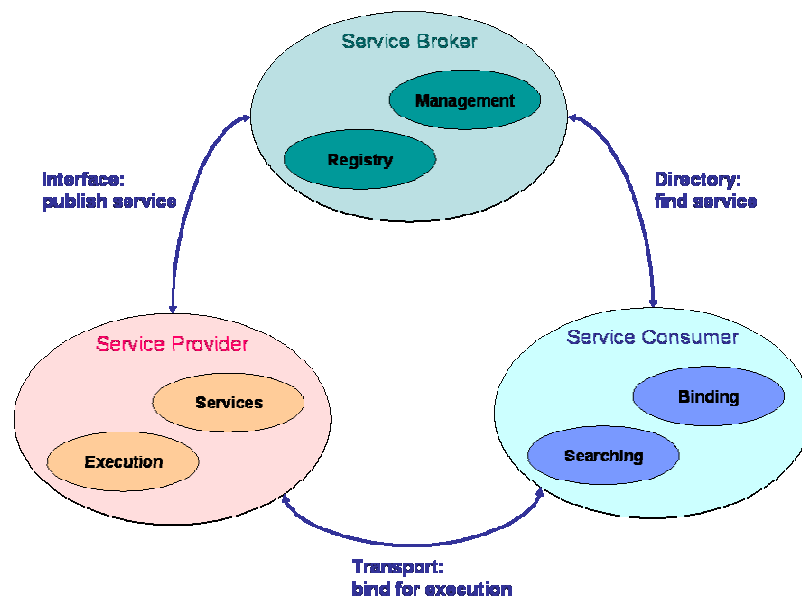 Service Broker
Management
Registry
Interface:
publish service
Directory:
find service
Service Provider
Services
Execution
Service Consumer
Binding
Searching
Transport:
bind for execution